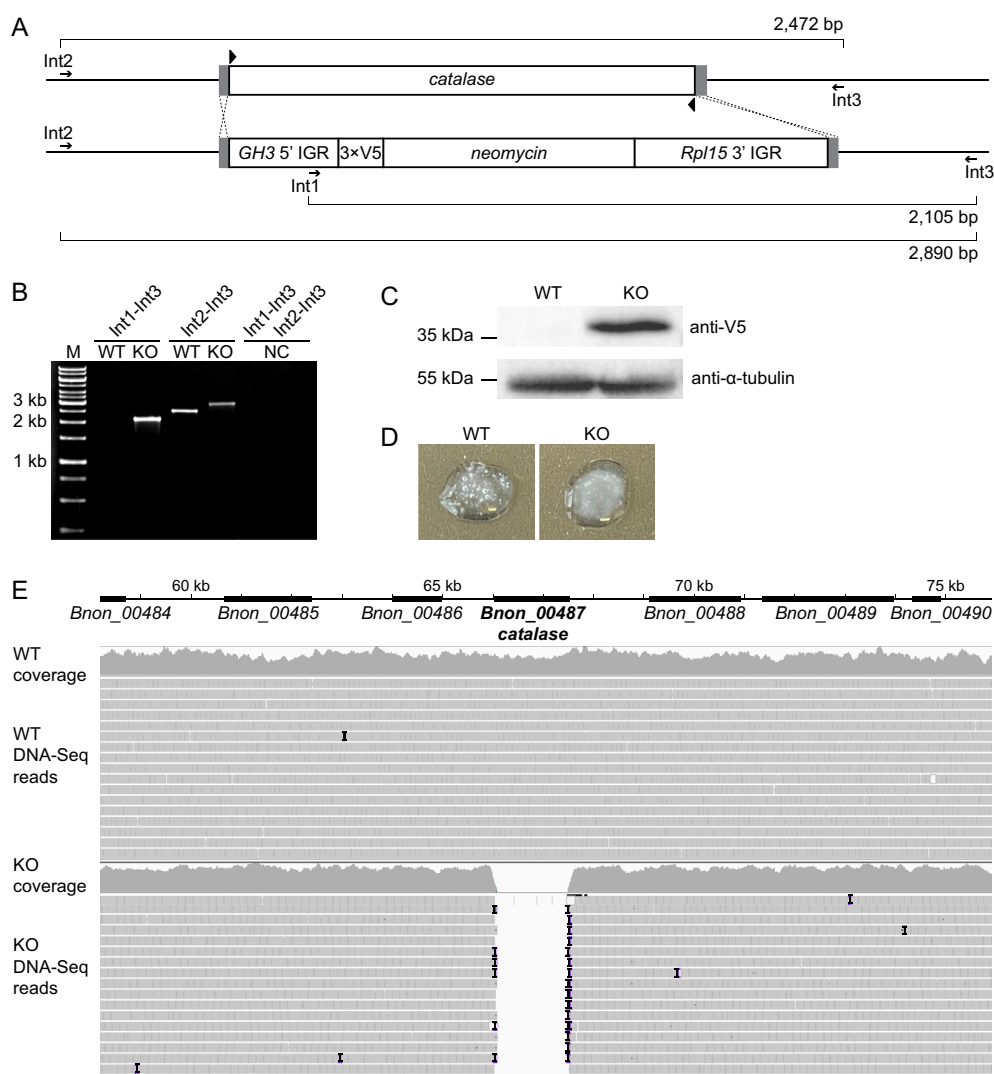 A
2,472 bp
Int2
catalase
Int3
Int2
GH3 5' IGR
3×V5
neomycin
Rpl15 3' IGR
Int1
Int3
2,105 bp
2,890 bp
B
Int1-Int3
Int2-Int3
Int1-Int3
Int2-Int3
M WT KO WT KO NC
3 kb
2 kb
1 kb
C
WT KO
35 kDa
anti-V5
55 kDa
anti-α-tubulin
D
WT KO
E
60 kb 65 kb 70 kb 75 kb
Bnon_00484 Bnon_00485 Bnon_00486 Bnon_00487 Bnon_00488 Bnon_00489 Bnon_00490
catalase
WT
coverage
WT
DNA-Seq
reads
KO
coverage
KO
DNA-Seq
reads